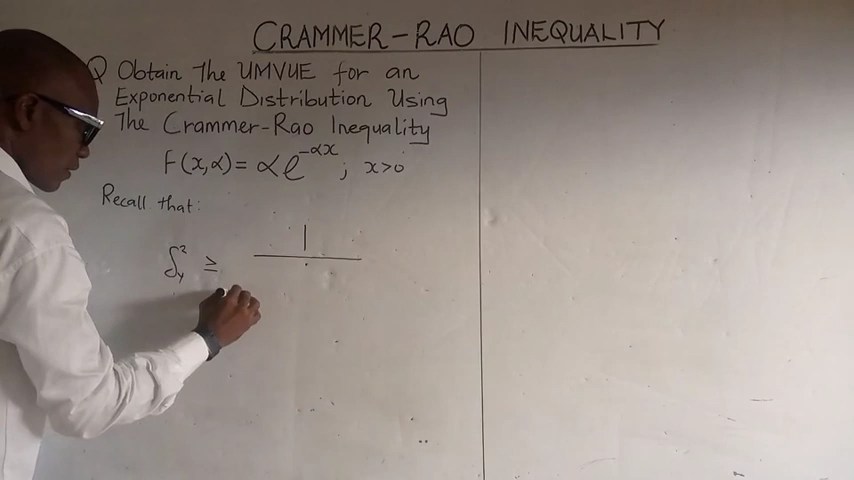 CRAMMER-RAO INEQUALITY
Q Obtain The UMVUE for an
Exponential Distribution Using
The Crammer-Rao Inequality
f(x,α) = αe^{-αx} ; x>0
Recall that:
δ_y^2 ≥ 1